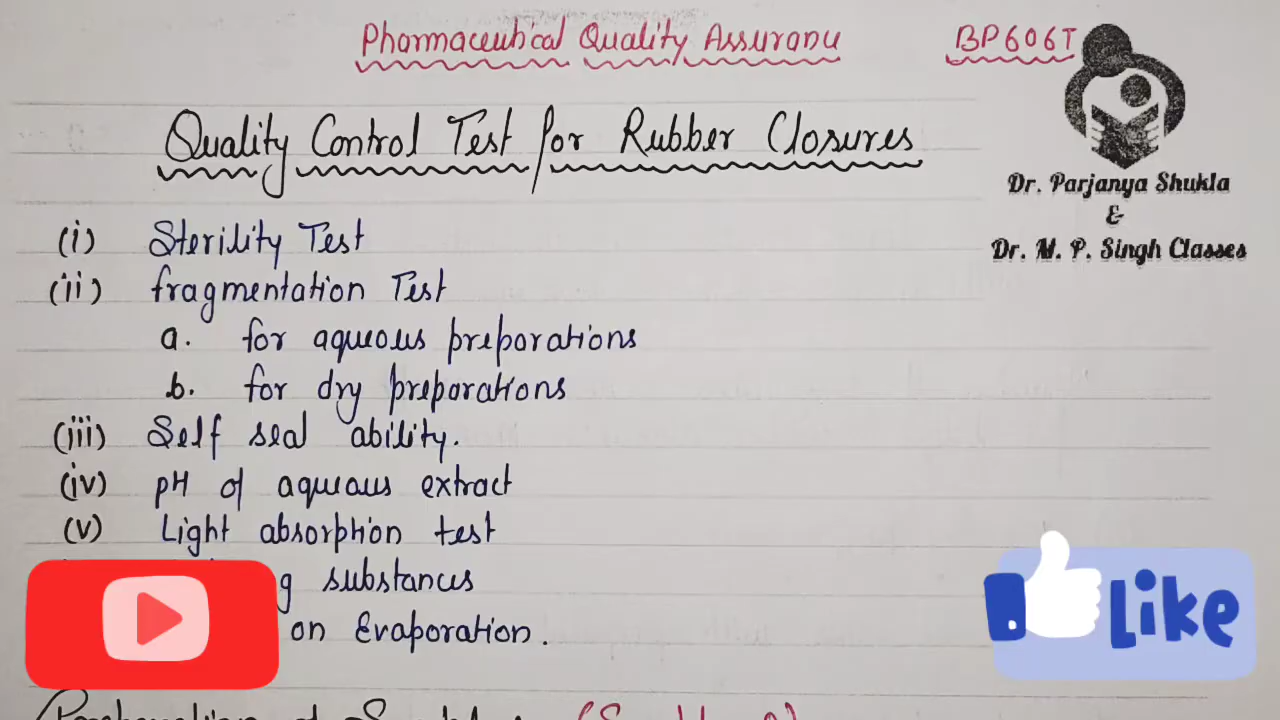 Pharmaceutical Quality Assurance BP606T
Quality Control Test for Rubber Closures
Dr. Parjanya Shukla
&
Dr. M. P. Singh Classes
(i) Sterility Test
(ii) fragmentation Test
a. for aqueous preparations
b. for dry preparations
(iii) Self seal ability.
(iv) pH of aqueous extract
(v) Light absorption test
substances
on Evaporation.
Like